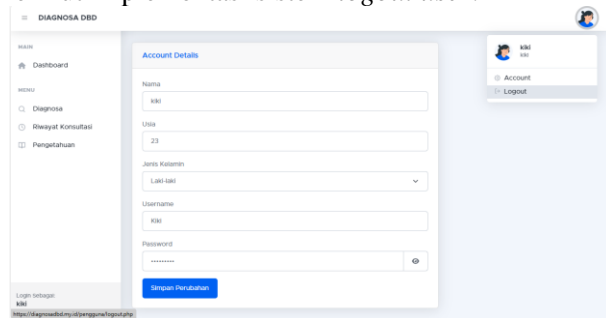 DIAGNOSA DBD
MAIN
Dashboard
MENU
Diagnosa
Riwayat Konsultasi
Pengetahuan
Login Sebagai:
kiki
https://diagnosadbd.my.id/pengguna/logout.php
Account Details
Nama
kiki
Usia
23
Jenis Kelamin
Laki-laki
Username
Kiki
Password
•••••••••
Simpan Perubahan
kiki
kiki
Account
Logout